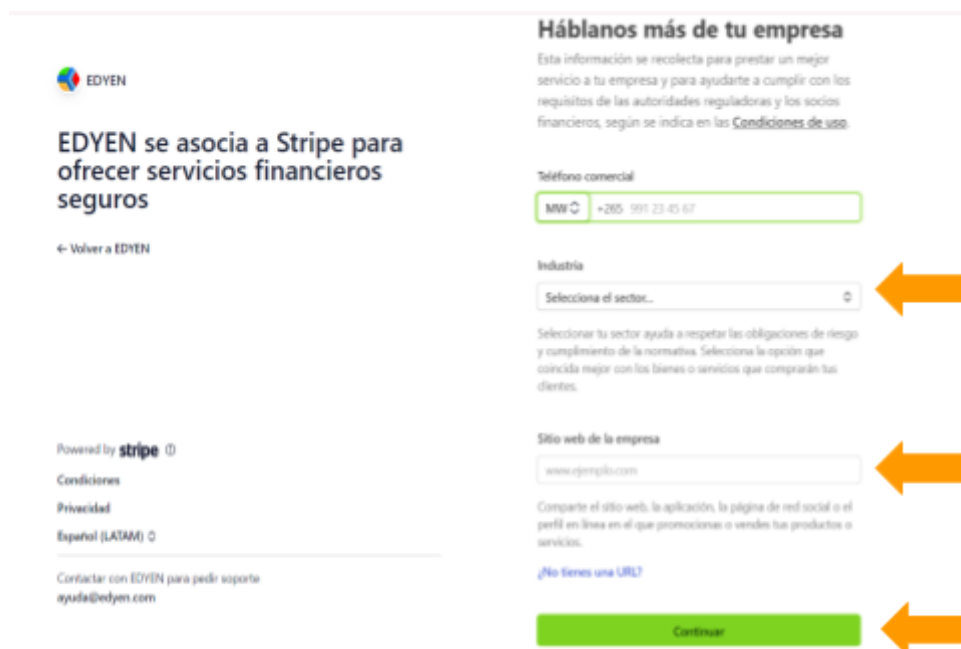 EDYEN
EDYEN se asocia a Stripe para
ofrecer servicios financieros
seguros
← Volver a EDYEN
Powered by stripe
Condiciones
Privacidad
Español (LATAM)
Contactar con EDYEN para pedir soporte
ayuda@edyen.com
Háblanos más de tu empresa
Esta información se recolecta para prestar un mejor
servicio a tu empresa y para ayudarte a cumplir con los
requisitos de las autoridades reguladoras y los socios
financieros, según se indica en las Condiciones de uso.
Teléfono comercial
MW +265 991 23 45 67
Industria
Selecciona el sector...
Seleccionar tu sector ayuda a respetar las obligaciones de riesgo
y cumplimiento de la normativa. Selecciona la opción que
coincida mejor con los bienes o servicios que comprarán tus
clientes.
Sitio web de la empresa
www.ejemplo.com
Comparte el sitio web, la aplicación, la página de red social o el
perfil en línea en el que promocionas o vendes tus productos o
servicios.
¿No tienes una URL?
Continuar